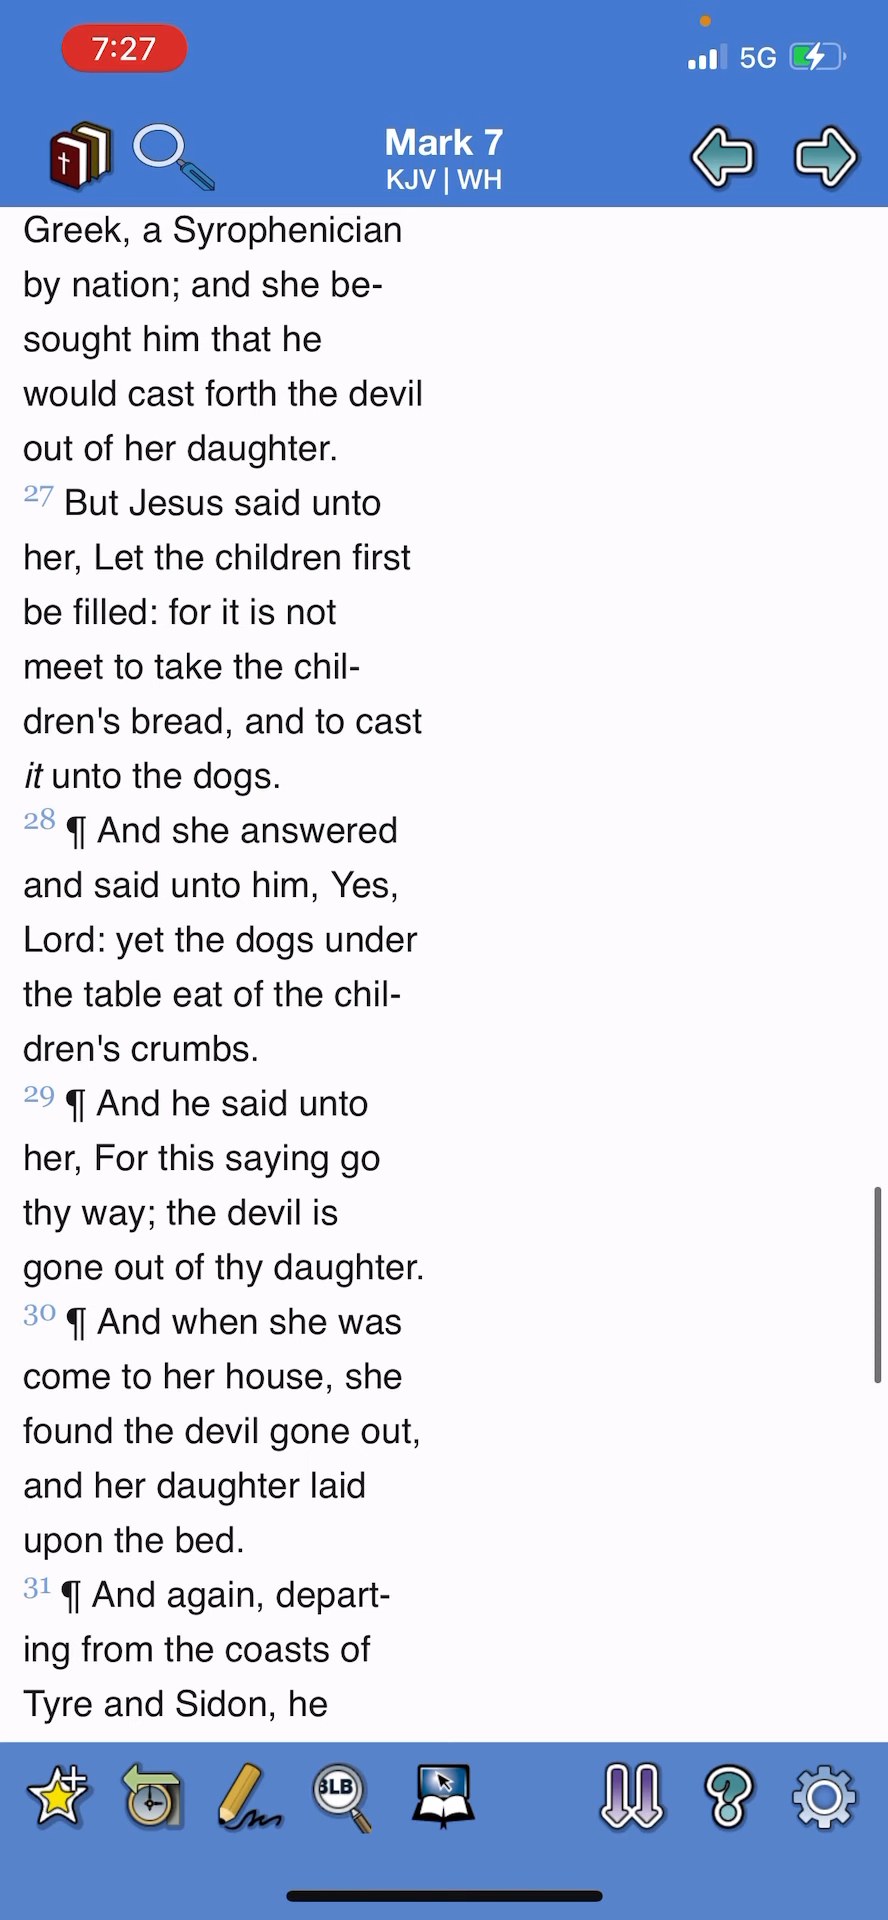 7:27
5G
Mark 7
KJV | WH
Greek, a Syrophenician
by nation; and she be-
sought him that he
would cast forth the devil
out of her daughter.
27 But Jesus said unto
her, Let the children first
be filled: for it is not
meet to take the chil-
dren's bread, and to cast
it unto the dogs.
28 ¶ And she answered
and said unto him, Yes,
Lord: yet the dogs under
the table eat of the chil-
dren's crumbs.
29 ¶ And he said unto
her, For this saying go
thy way; the devil is
gone out of thy daughter.
30 ¶ And when she was
come to her house, she
found the devil gone out,
and her daughter laid
upon the bed.
31 ¶ And again, depart-
ing from the coasts of
Tyre and Sidon, he
BLB